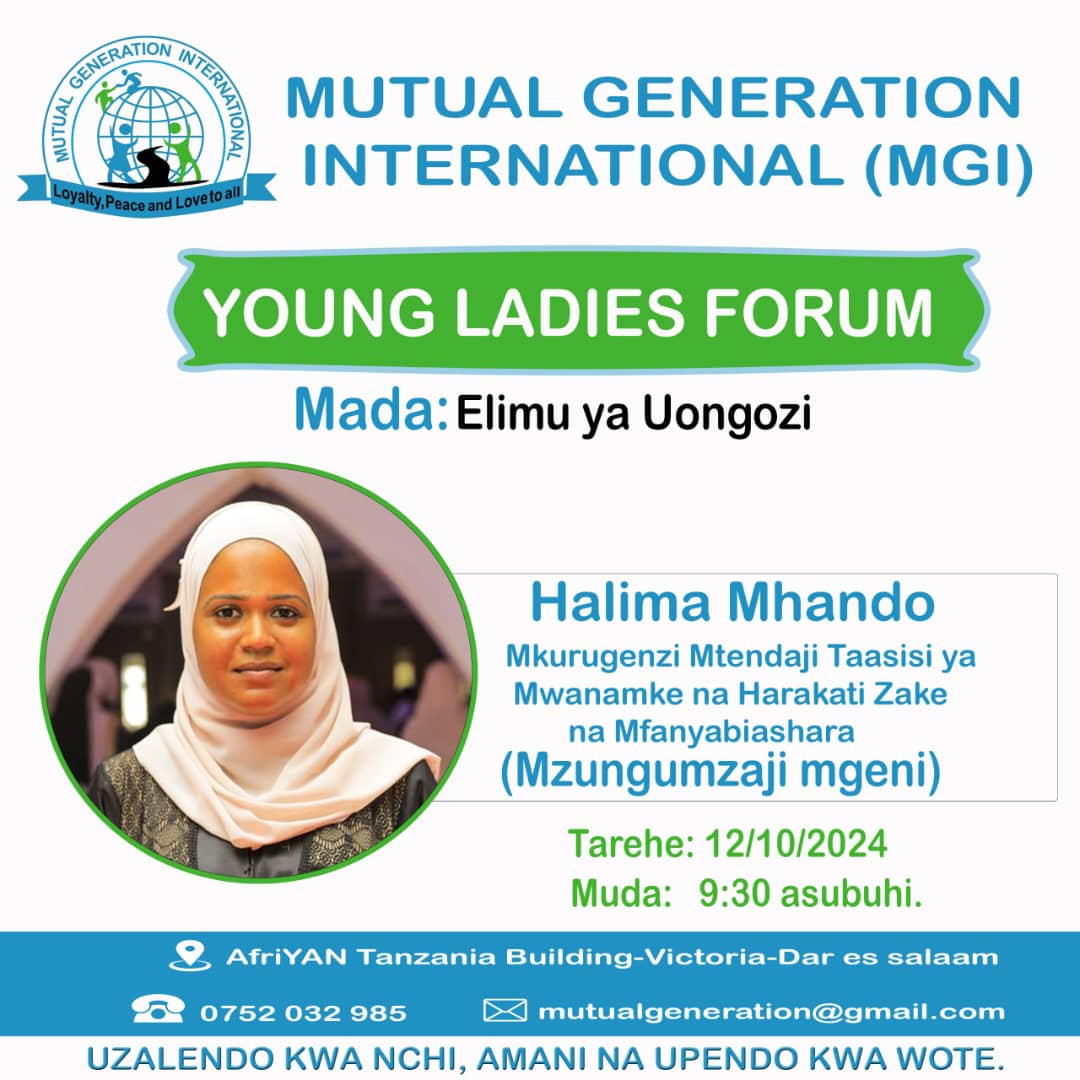 MUTUAL GENERATION INTERNATIONAL
Loyalty,Peace and Love to all
MUTUAL GENERATION
INTERNATIONAL (MGI)
YOUNG LADIES FORUM
Mada: Elimu ya Uongozi
Halima Mhando
Mkurugenzi Mtendaji Taasisi ya
Mwanamke na Harakati Zake
na Mfanyabiashara
(Mzungumzaji mgeni)
Tarehe: 12/10/2024
Muda: 9:30 asubuhi.
AfriYAN Tanzania Building-Victoria-Dar es salaam
0752 032 985 mutualgeneration@gmail.com
UZALENDO KWA NCHI, AMANI NA UPENDO KWA WOTE.